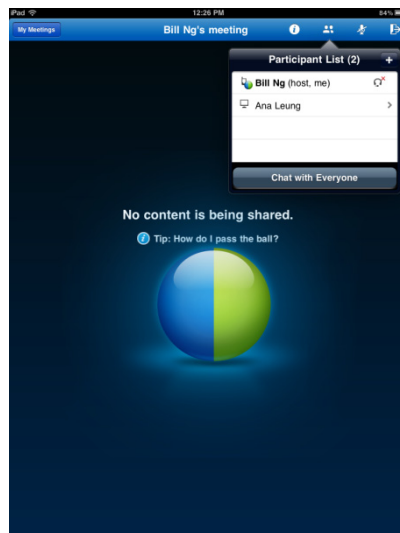 iPad 12:26 PM 84%
My Meetings Bill Ng's meeting
Participant List (2) +
Bill Ng (host, me)
Ana Leung
Chat with Everyone
No content is being shared.
Tip: How do I pass the ball?